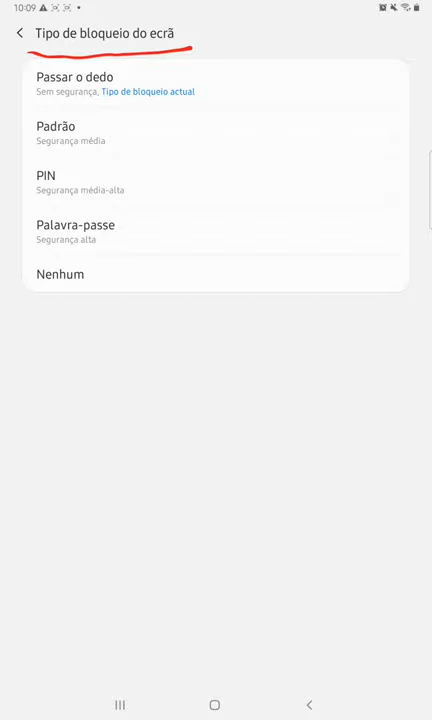 10:09
Tipo de bloqueio do ecrã
Passar o dedo
Sem segurança, Tipo de bloqueio actual
Padrão
Segurança média
PIN
Segurança média-alta
Palavra-passe
Segurança alta
Nenhum